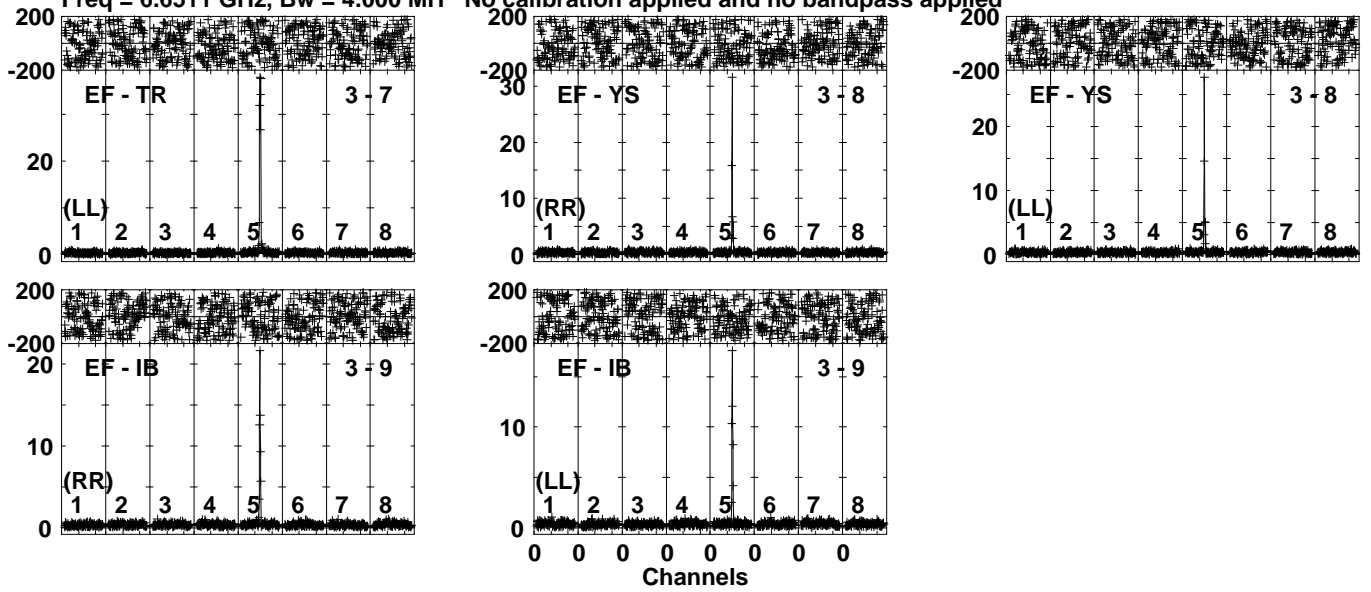 Freq = 6.6511 GHz, Bw = 4.000 MH No calibration applied and no bandpass applied
200
-200
EF - TR 3 - 7
20
(LL)
1 2 3 4 5 6 7 8
0
200
-200
30
EF - YS 3 - 8
20
10
(RR)
1 2 3 4 5 6 7 8
0
200
-200
EF - YS 3 - 8
20
10
(LL)
1 2 3 4 5 6 7 8
0
200
-200
20
EF - IB 3 - 9
10
(RR)
1 2 3 4 5 6 7 8
0
200
-200
EF - IB 3 - 9
10
(LL)
1 2 3 4 5 6 7 8
0
0 0 0 0 0 0 0 0
Channels